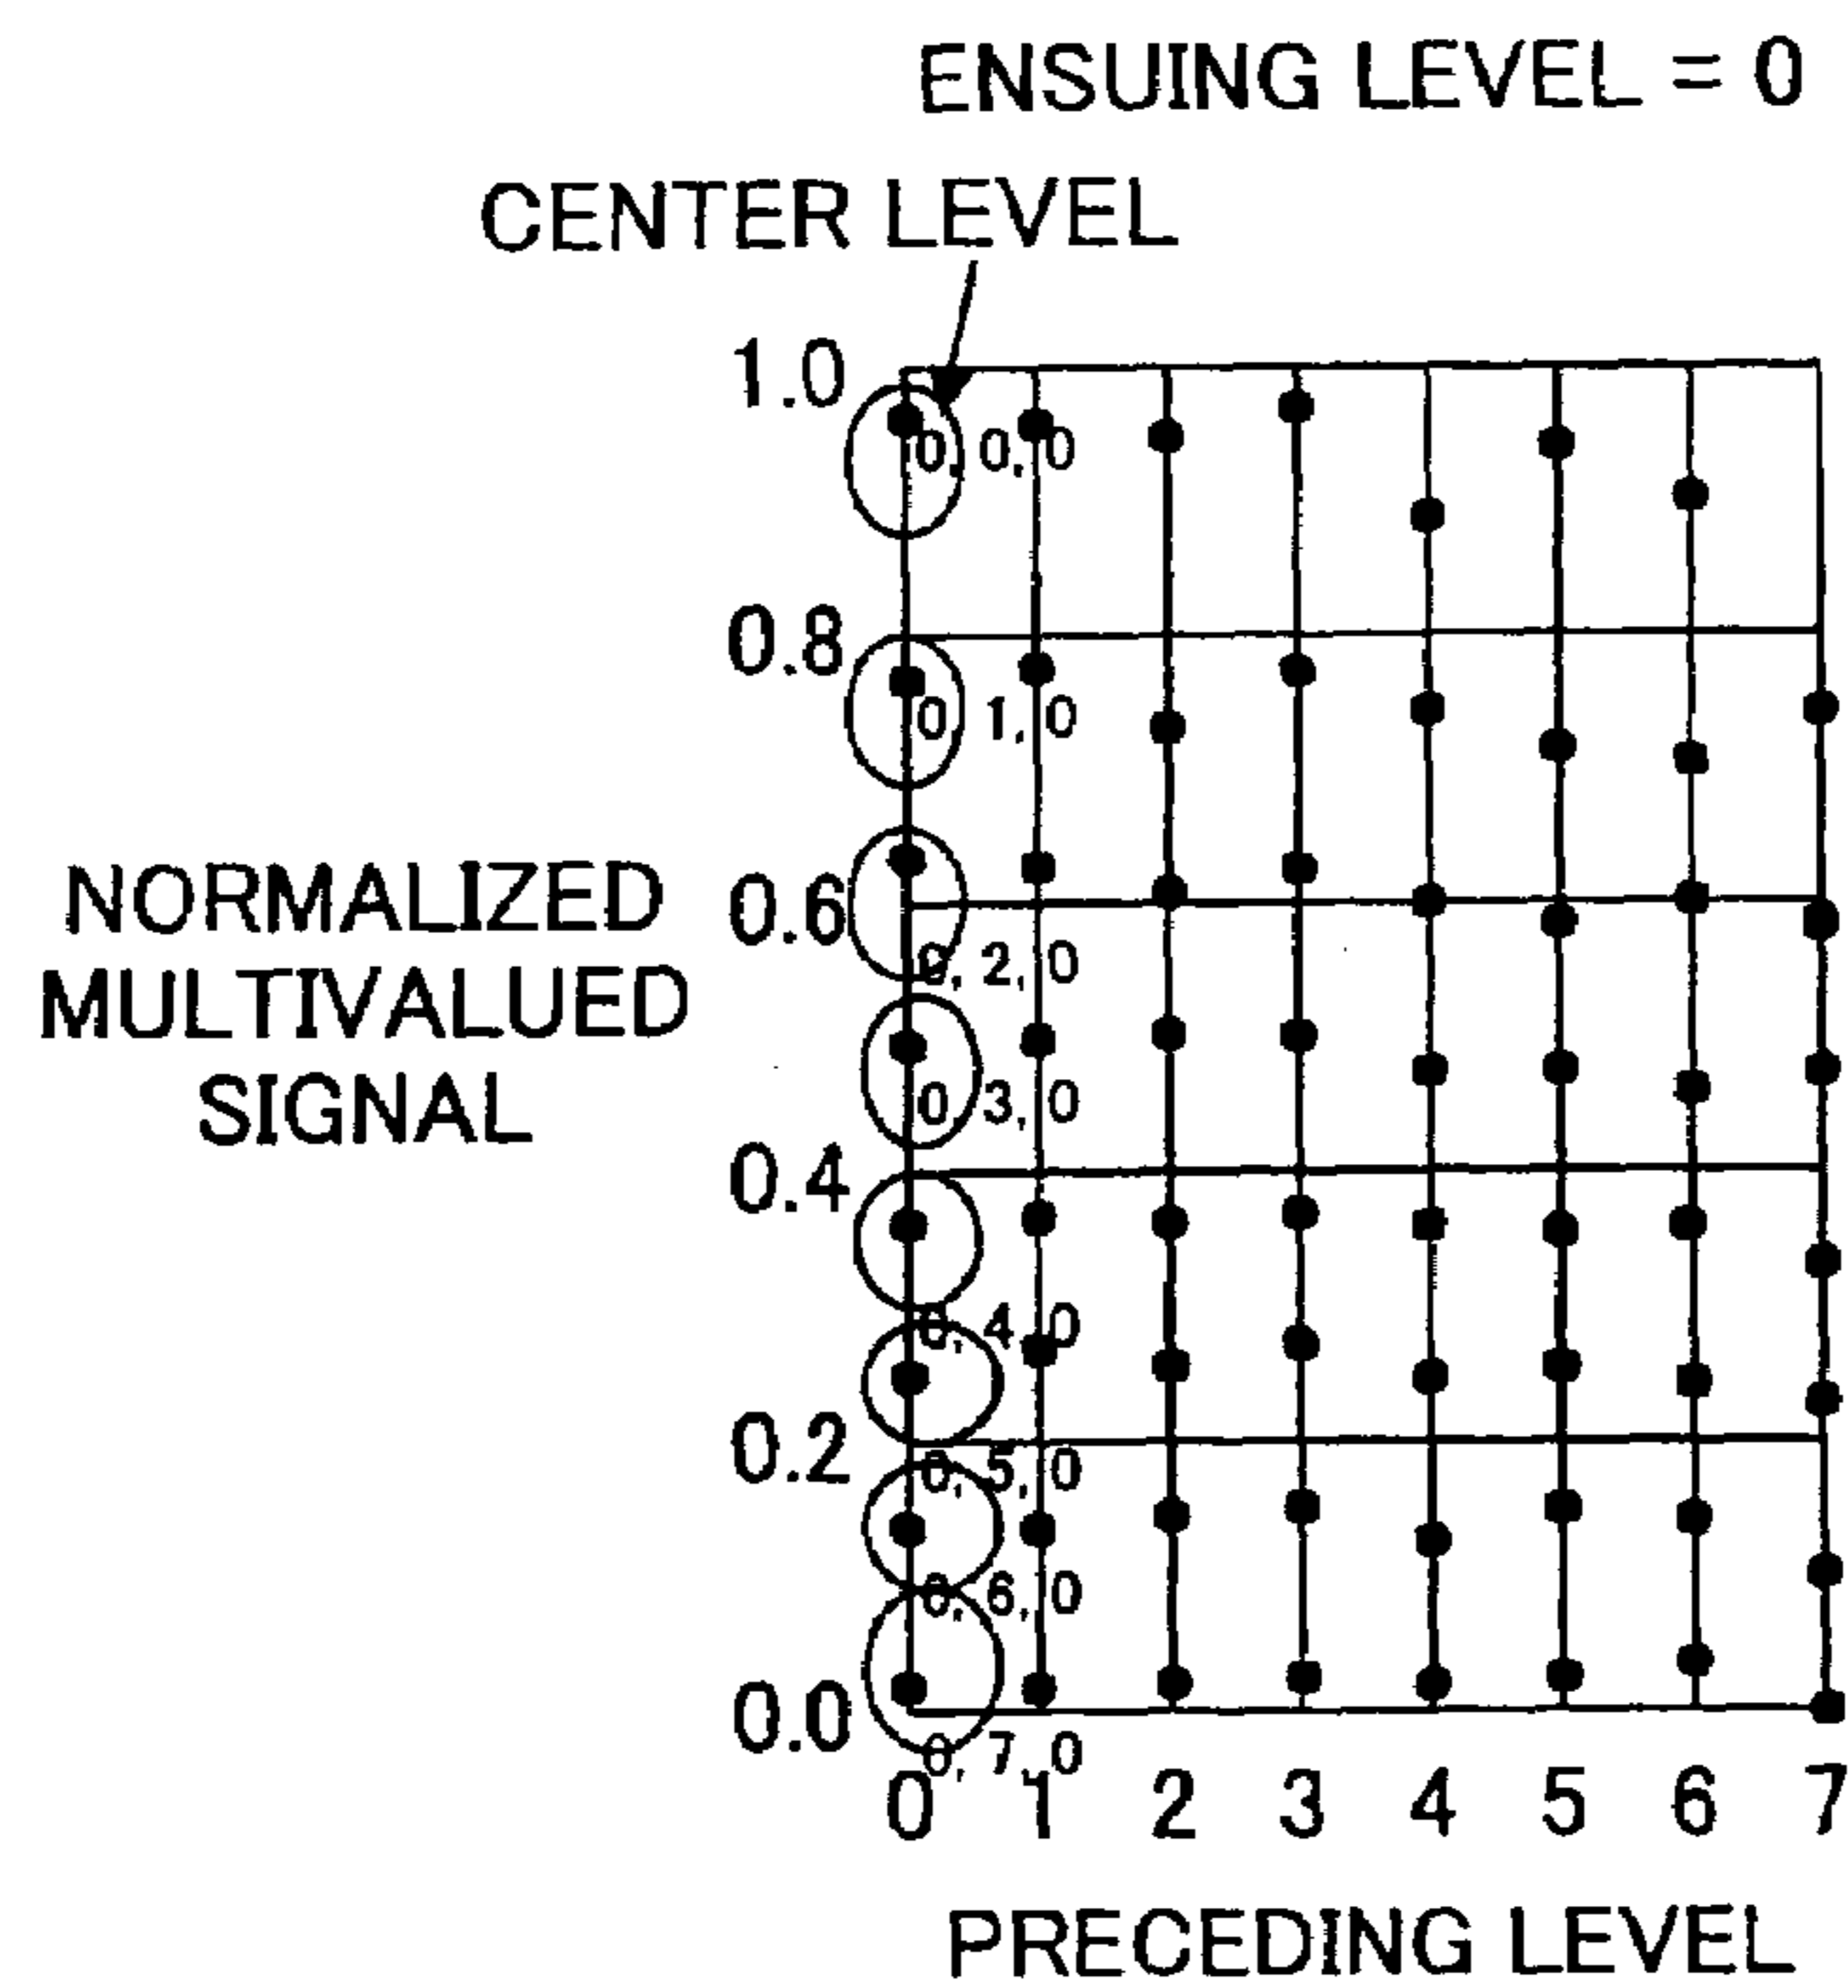 ENSUING LEVEL = 0
CENTER LEVEL
1.0
0,0,0
0.8
0 1,0
NORMALIZED
MULTIVALUED
SIGNAL
0.6
0,2,0
0 3,0
0.4
0,4,0
0.2
0,5,0
0,6,0
0.0
0,7,0
0 1 2 3 4 5 6 7
PRECEDING LEVEL